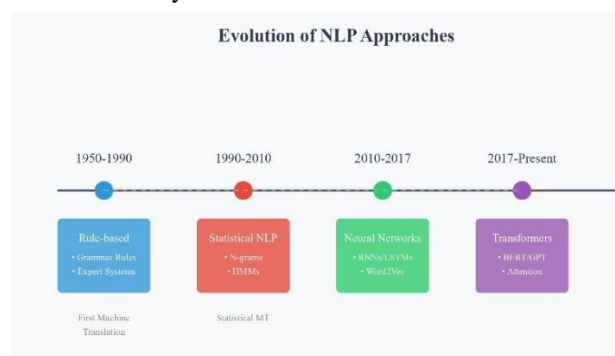 Evolution of NLP Approaches
1950-1990
1990-2010
2010-2017
2017-Present
Rule-based
• Grammar Rules
• Expert Systems
Statistical NLP
• N-grams
• HMMs
Neural Networks
• RNNs/LSTMs
• Word2Vec
Transformers
• BERT/GPT
• Attention
First Machine
Translation
Statistical MT